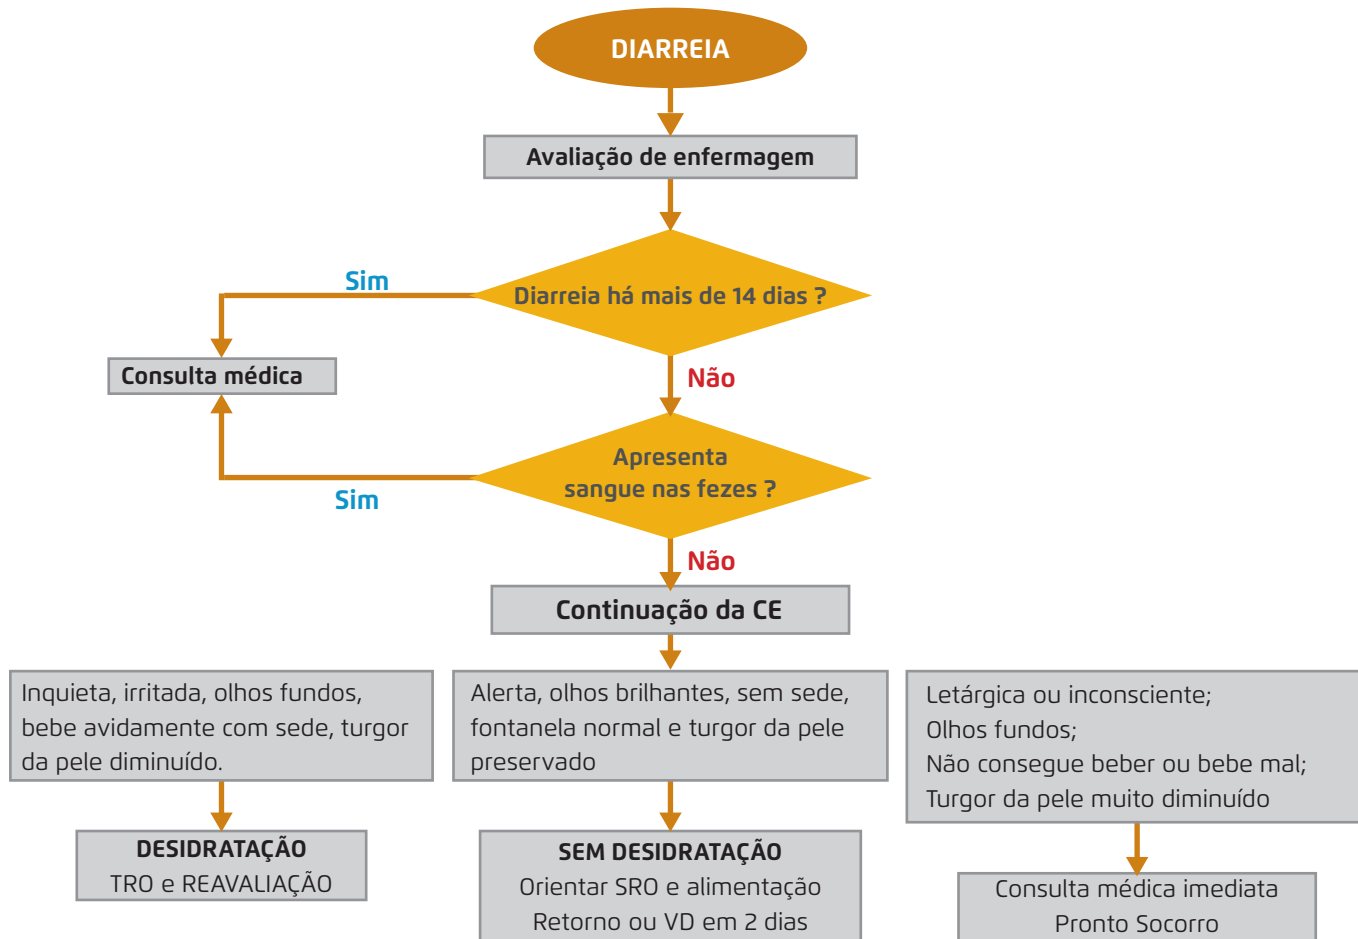 DIARREIA
Avaliação de enfermagem
Sim
Diarreia há mais de 14 dias ?
Consulta médica
Não
Apresenta
sangue nas fezes ?
Sim
Não
Continuação da CE
Inquieta, irritada, olhos fundos,
bebe avidamente com sede, turgor
da pele diminuído.
Alerta, olhos brilhantes, sem sede,
fontanela normal e turgor da pele
preservado
Letárgica ou inconsciente;
Olhos fundos;
Não consegue beber ou bebe mal;
Turgor da pele muito diminuído
DESIDRATAÇÃO
TRO e REAVALIAÇÃO
SEM DESIDRATAÇÃO
Orientar SRO e alimentação
Retorno ou VD em 2 dias
Consulta médica imediata
Pronto Socorro